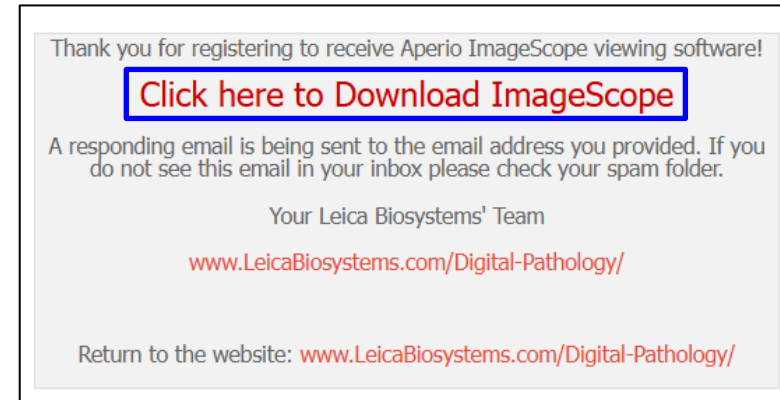 Thank you for registering to receive Aperio ImageScope viewing software!
Click here to Download ImageScope
A responding email is being sent to the email address you provided. If you
do not see this email in your inbox please check your spam folder.
Your Leica Biosystems' Team
www.LeicaBiosystems.com/Digital-Pathology/
Return to the website: www.LeicaBiosystems.com/Digital-Pathology/